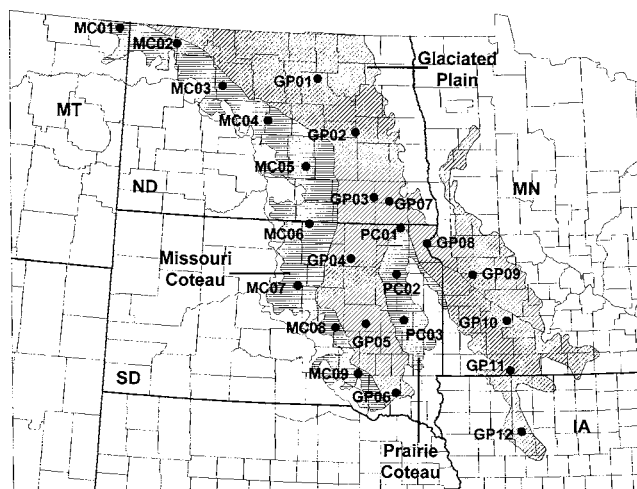 MC01
MC02
Glaciated
Plain
GP01
MC03
MT
MC04
GP02
MC05
MN
ND
GP03
GP07
MC06
PC01
GP08
Missouri
Coteau
GP04
GP09
PC02
MC07
GP10
MC08
GP05
PC03
GP11
MC09
SD
GP06
IA
GP12
Prairie
Coteau